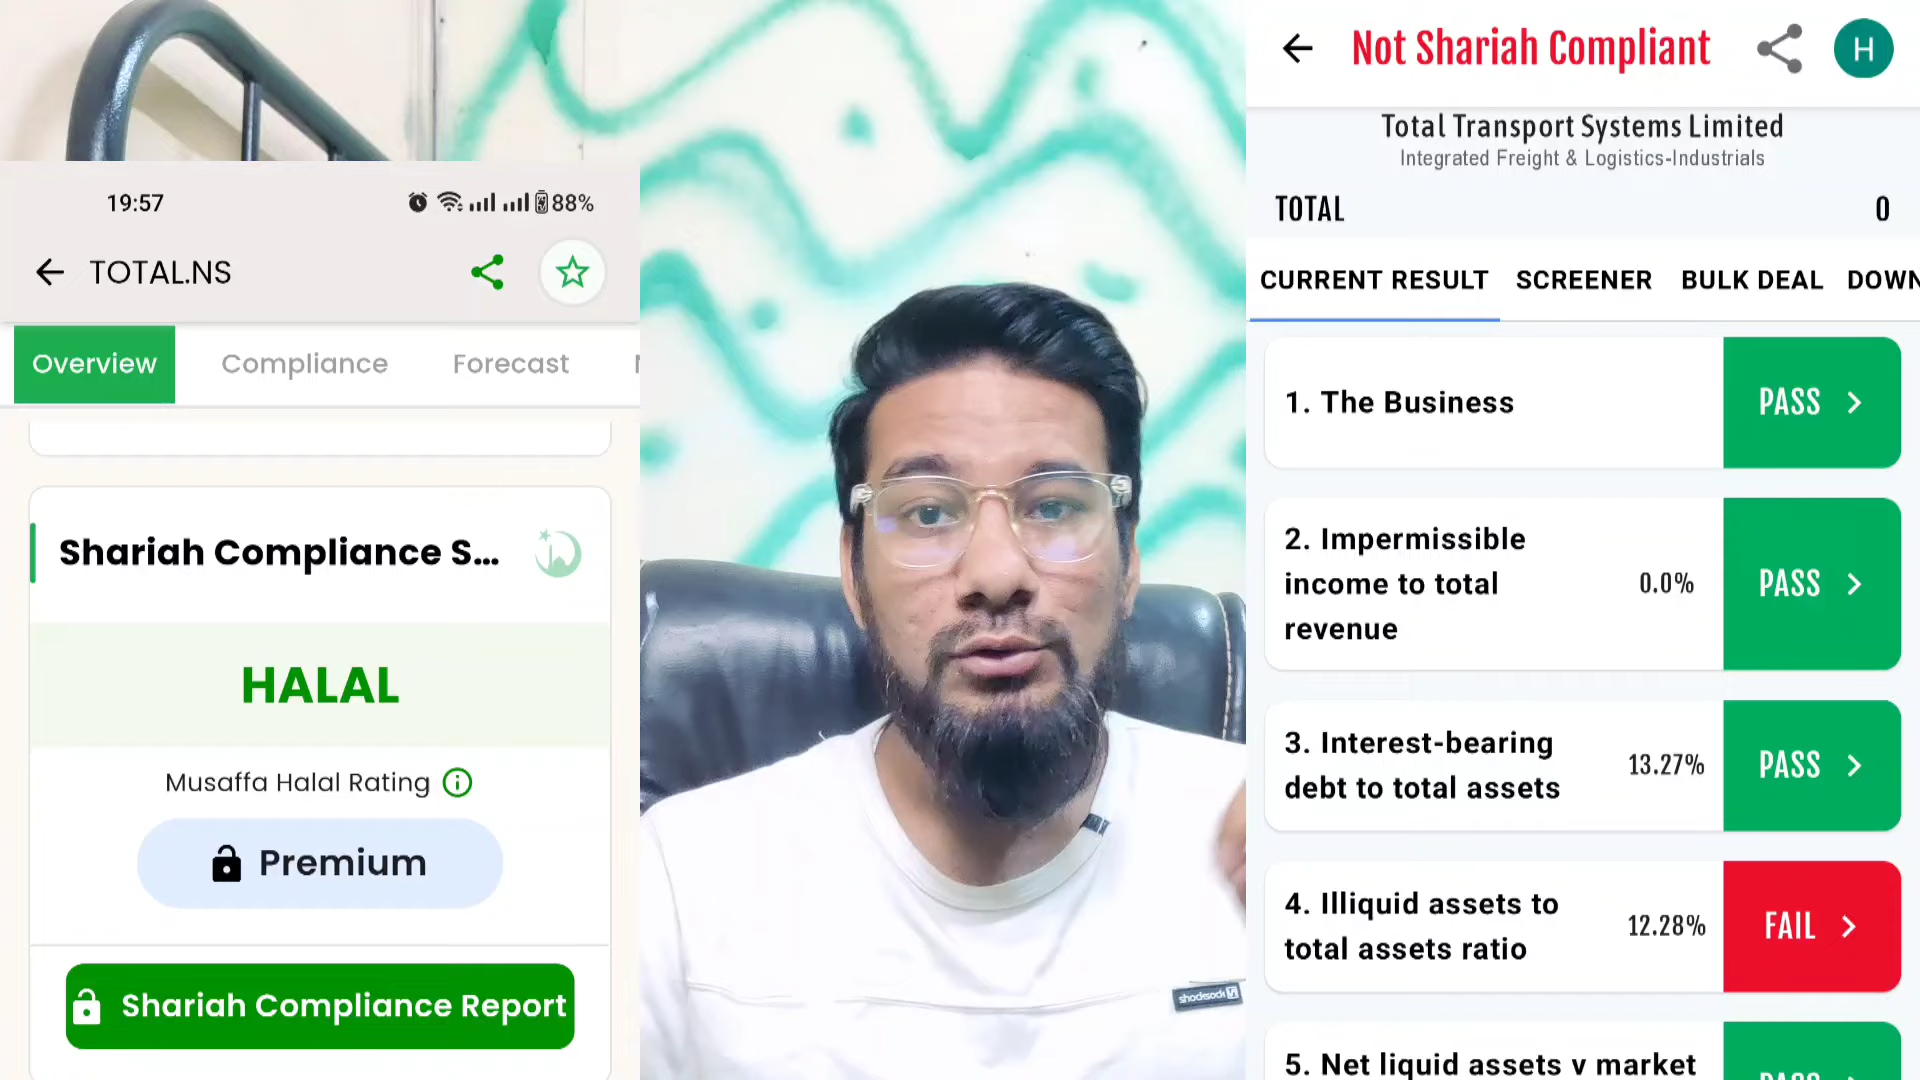 19:57
88%
TOTAL.NS
Overview
Compliance
Forecast
Shariah Compliance S...
HALAL
Musaffa Halal Rating
Premium
Shariah Compliance Report
shodesode
Not Shariah Compliant
H
Total Transport Systems Limited
Integrated Freight & Logistics-Industrials
TOTAL 0
CURRENT RESULT SCREENER BULK DEAL DOWN
1. The Business
PASS
2. Impermissible
income to total
revenue
0.0%
PASS
3. Interest-bearing
debt to total assets
13.27%
PASS
4. Illiquid assets to
total assets ratio
12.28%
FAIL
5. Net liquid assets v market
PASS